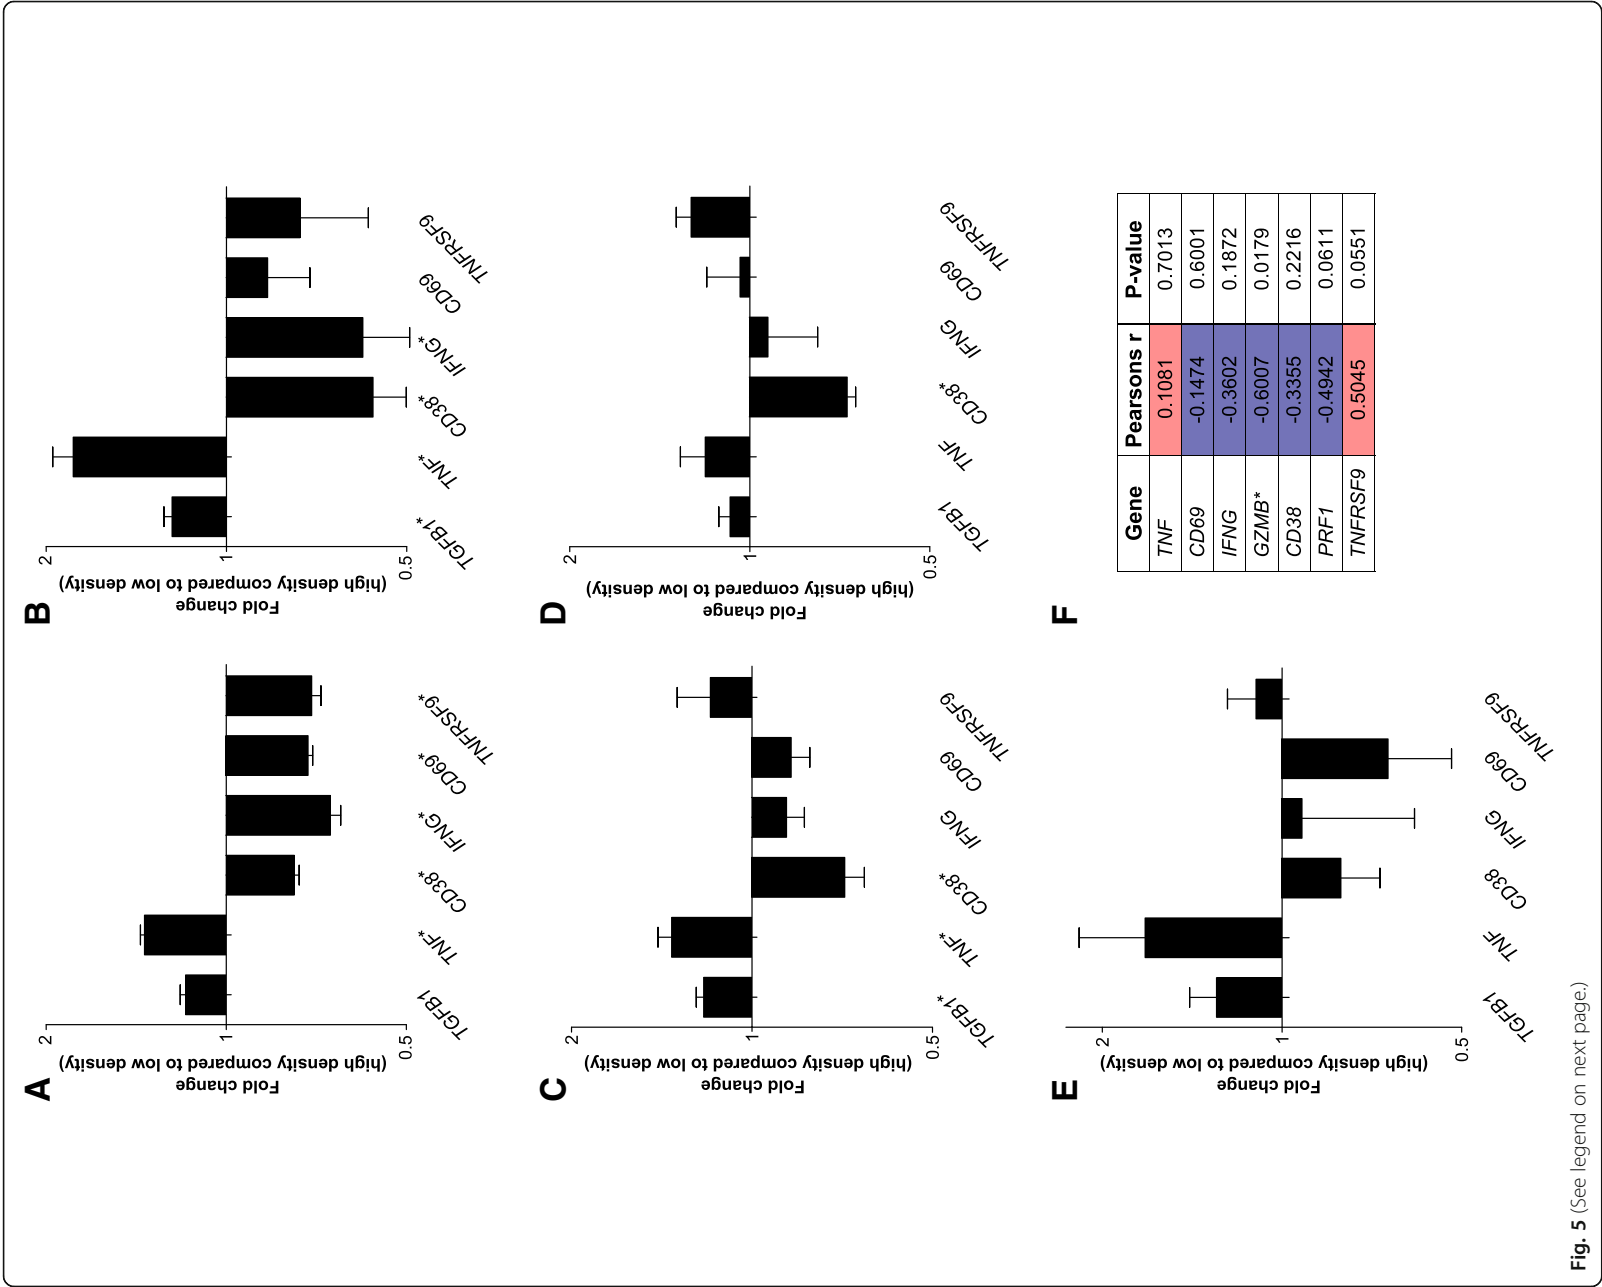 A
Fold change
(high density compared to low density)
2
1
0.5
TGFB1
TNF*
CD38*
IFNG*
CD69*
TNFRSF9*
B
Fold change
(high density compared to low density)
2
1
0.5
TGFB1*
TNF*
CD38*
IFNG*
CD69
TNFRSF9
C
Fold change
(high density compared to low density)
2
1
0.5
TGFB1*
TNF*
CD38*
IFNG
CD69
TNFRSF9
D
Fold change
(high density compared to low density)
2
1
0.5
TGFB1
TNF
CD38*
IFNG
CD69
TNFRSF9
E
Fold change
(high density compared to low density)
2
1
0.5
TGFB1
TNF
CD38
IFNG
CD69
TNFRSF9
F
Gene Pearsons r P-value
TNF 0.1081 0.7013
CD69 -0.1474 0.6001
IFNG -0.3602 0.1872
GZMB* -0.6007 0.0179
CD38 -0.3355 0.2216
PRF1 -0.4942 0.0611
TNFRSF9 0.5045 0.0551
Fig. 5 (See legend on next page.)